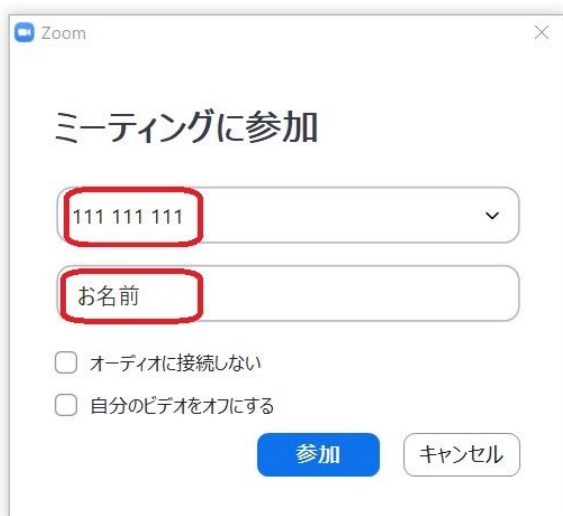 Zoom
ミーティングに参加
111 111 111
お名前
オーディオに接続しない
自分のビデオをオフにする
参加 キャンセル